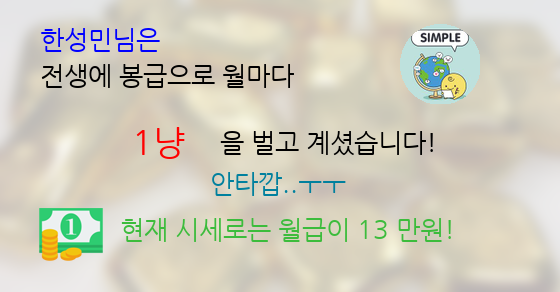 한성민님은
전생에 봉급으로 월마다
SIMPLE
1냥 을 벌고 계셨습니다!
안타깝..ㅜㅜ
1
현재 시세로는 월급이 13 만원!